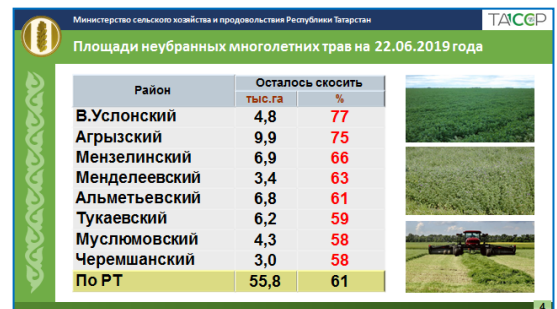 Министерство сельского хозяйства и продовольствия Республики Татарстан
ТАССР
Площади неубранных многолетних трав на 22.06.2019 года
Район Осталось скосить
тыс.га %
В.Услонский 4,8 77
Агрызский 9,9 75
Мензелинский 6,9 66
Менделеевский 3,4 63
Альметьевский 6,8 61
Тукаевский 6,2 59
Муслюмовский 4,3 58
Черемшанский 3,0 58
По РТ 55,8 61
4